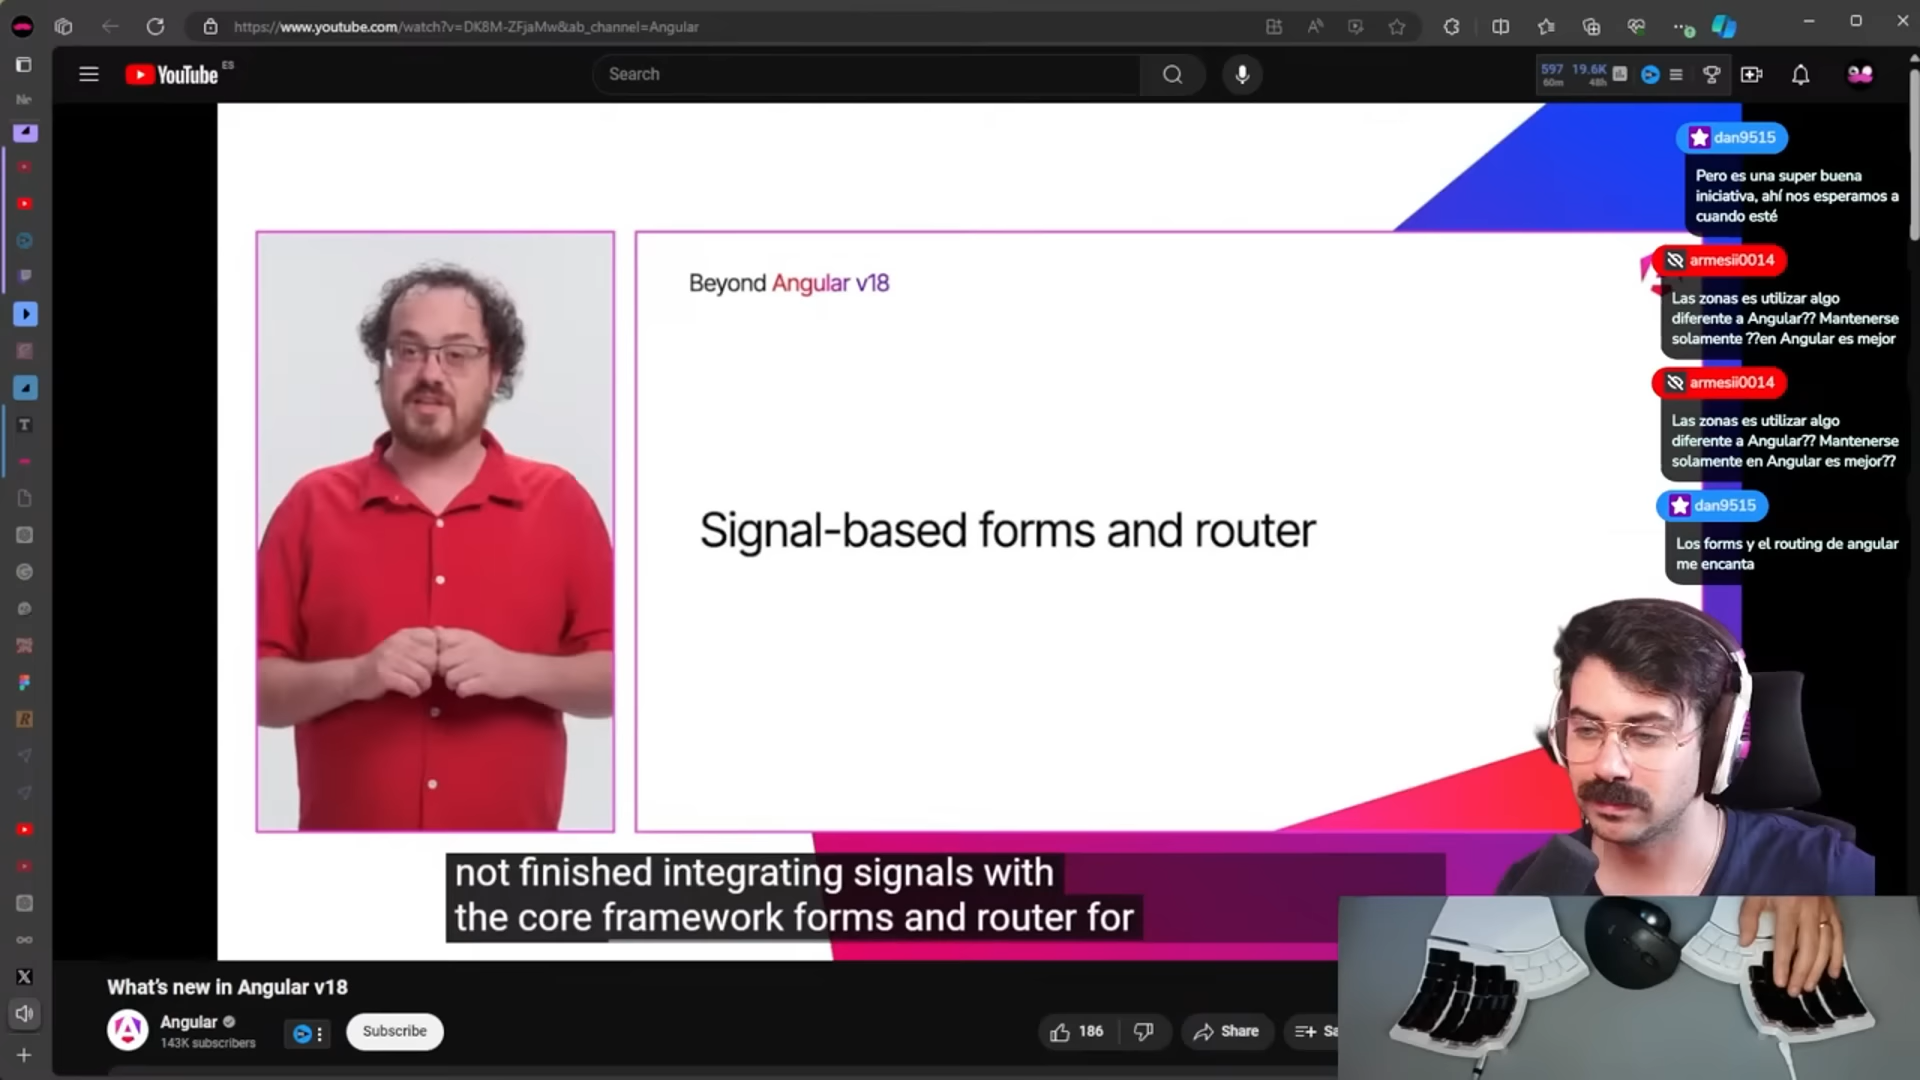 https://www.youtube.com/watch?v=DK8M-ZFjaMw&ab_channel=Angular
YouTube ES
Search
597 19.6K
60m 48h
dan9515
Pero es una super buena
iniciativa, ahí nos esperamos a
cuando esté
armesii0014
Las zonas es utilizar algo
diferente a Angular?? Mantenerse
solamente ??en Angular es mejor
armesii0014
Las zonas es utilizar algo
diferente a Angular?? Mantenerse
solamente en Angular es mejor??
dan9515
Los forms y el routing de angular
me encanta
Beyond Angular v18
Signal-based forms and router
not finished integrating signals with
the core framework forms and router for
What's new in Angular v18
Angular
143K subscribers
Subscribe
186
Share